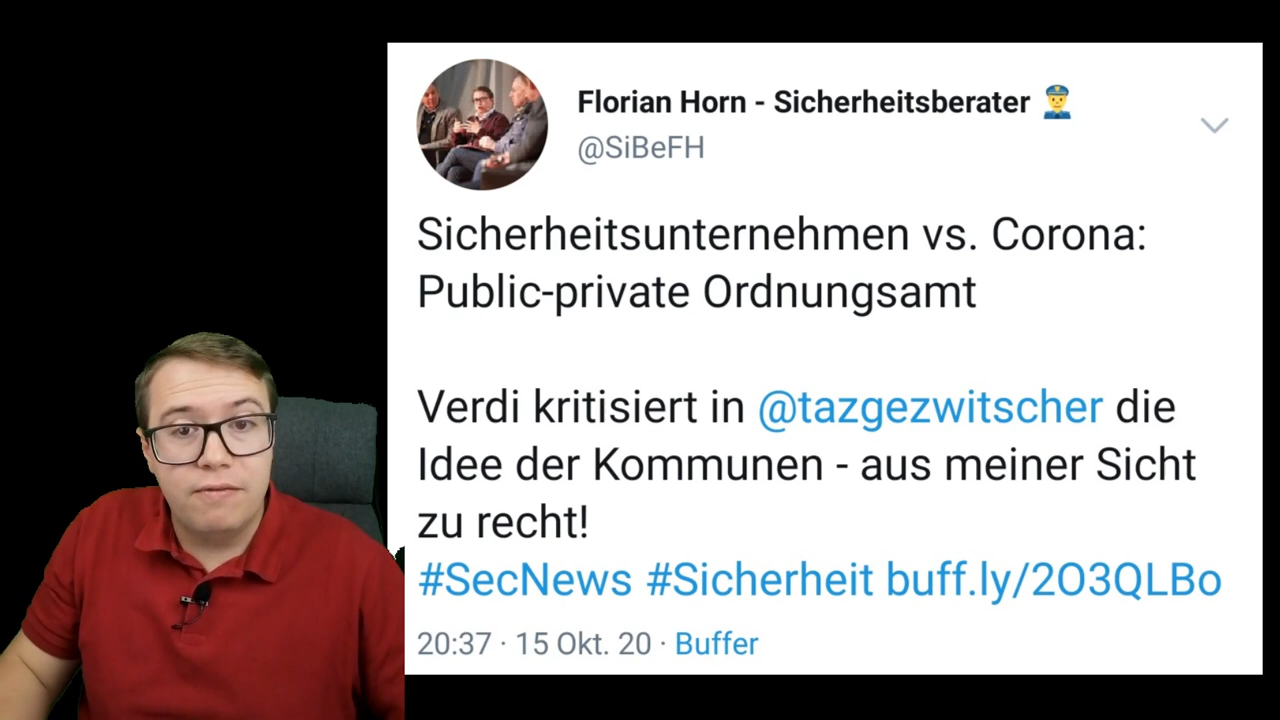 Florian Horn - Sicherheitsberater 👮‍♂️
@SiBeFH
Sicherheitsunternehmen vs. Corona:
Public-private Ordnungsamt
Verdi kritisiert in @tazgezwitscher die
Idee der Kommunen - aus meiner Sicht
zu recht!
#SecNews #Sicherheit buff.ly/2O3QLBo
20:37 · 15 Okt. 20 · Buffer